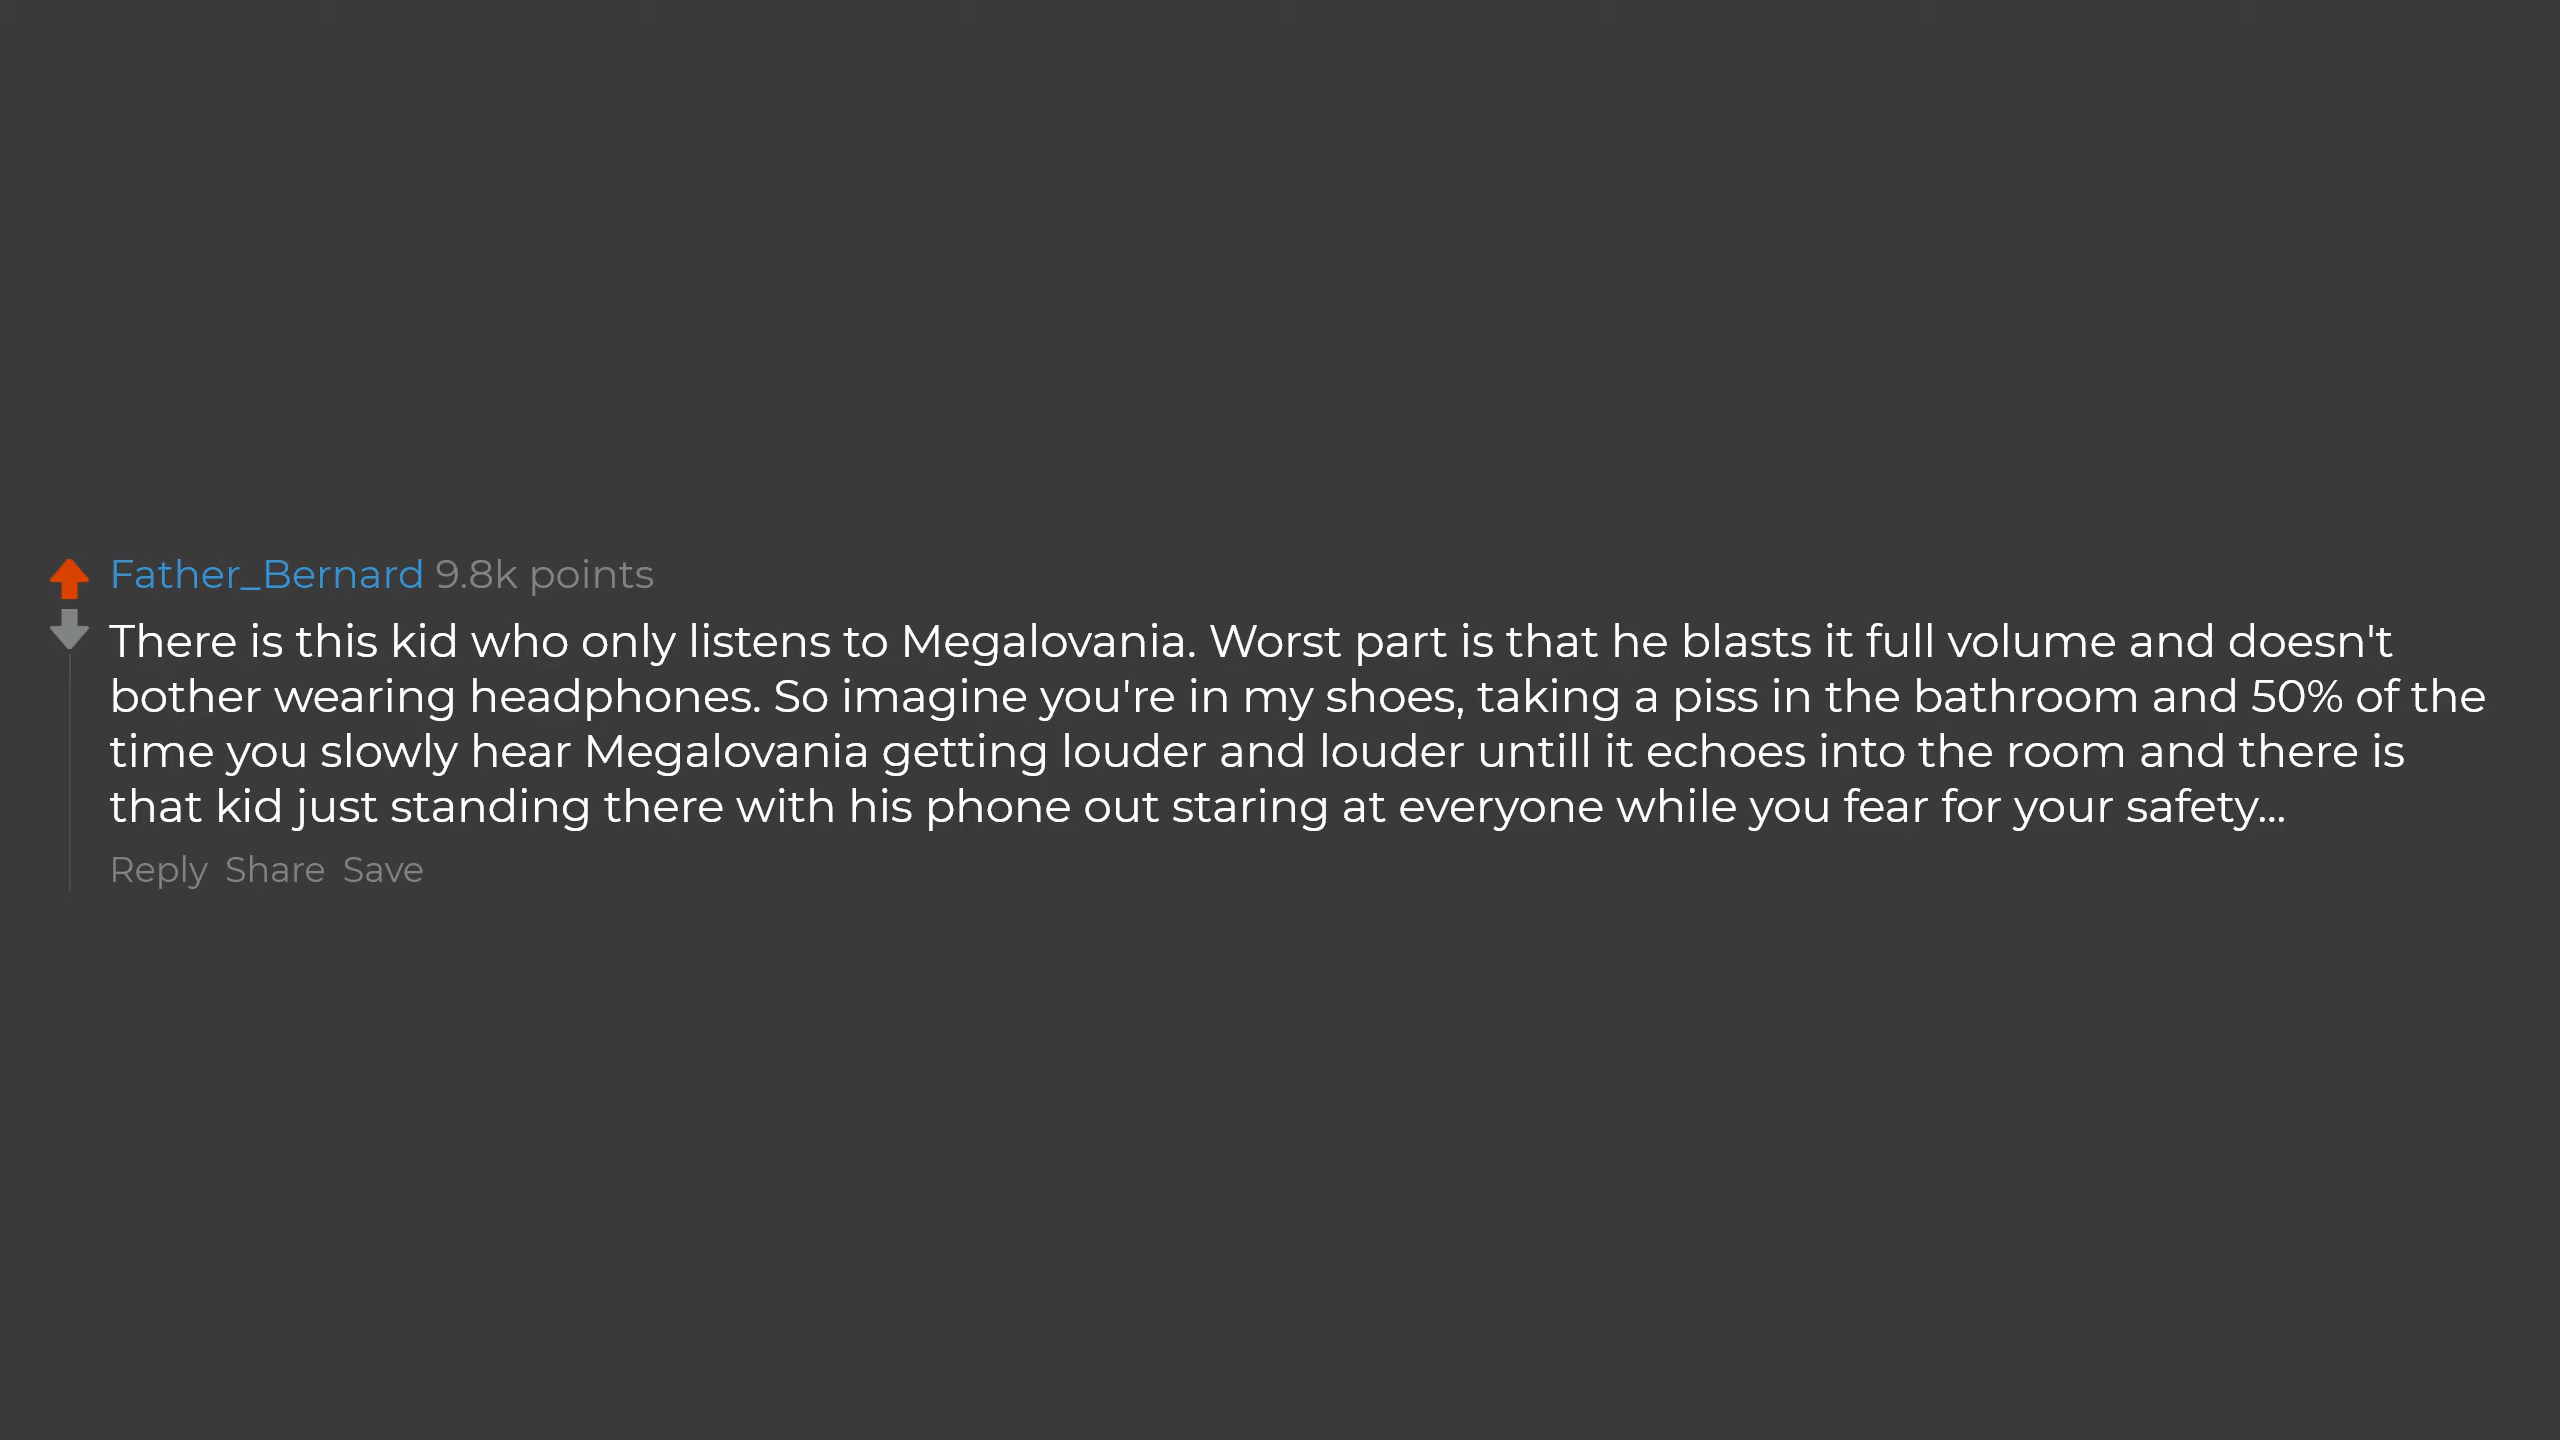 Father_Bernard 9.8k points
There is this kid who only listens to Megalovania. Worst part is that he blasts it full volume and doesn't
bother wearing headphones. So imagine you're in my shoes, taking a piss in the bathroom and 50% of the
time you slowly hear Megalovania getting louder and louder untill it echoes into the room and there is
that kid just standing there with his phone out staring at everyone while you fear for your safety...
Reply Share Save